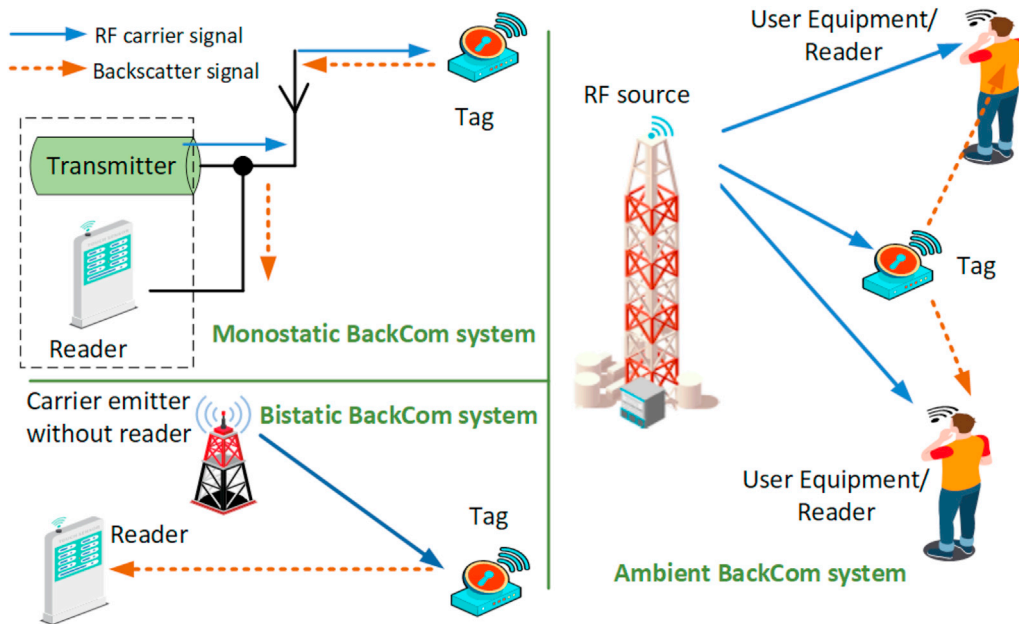 RF carrier signal
Backscatter signal
Tag
Transmitter
Reader
Monostatic BackCom system
Carrier emitter
without reader
Bistatic BackCom system
Reader
Tag
User Equipment/
Reader
RF source
Tag
User Equipment/
Reader
Ambient BackCom system